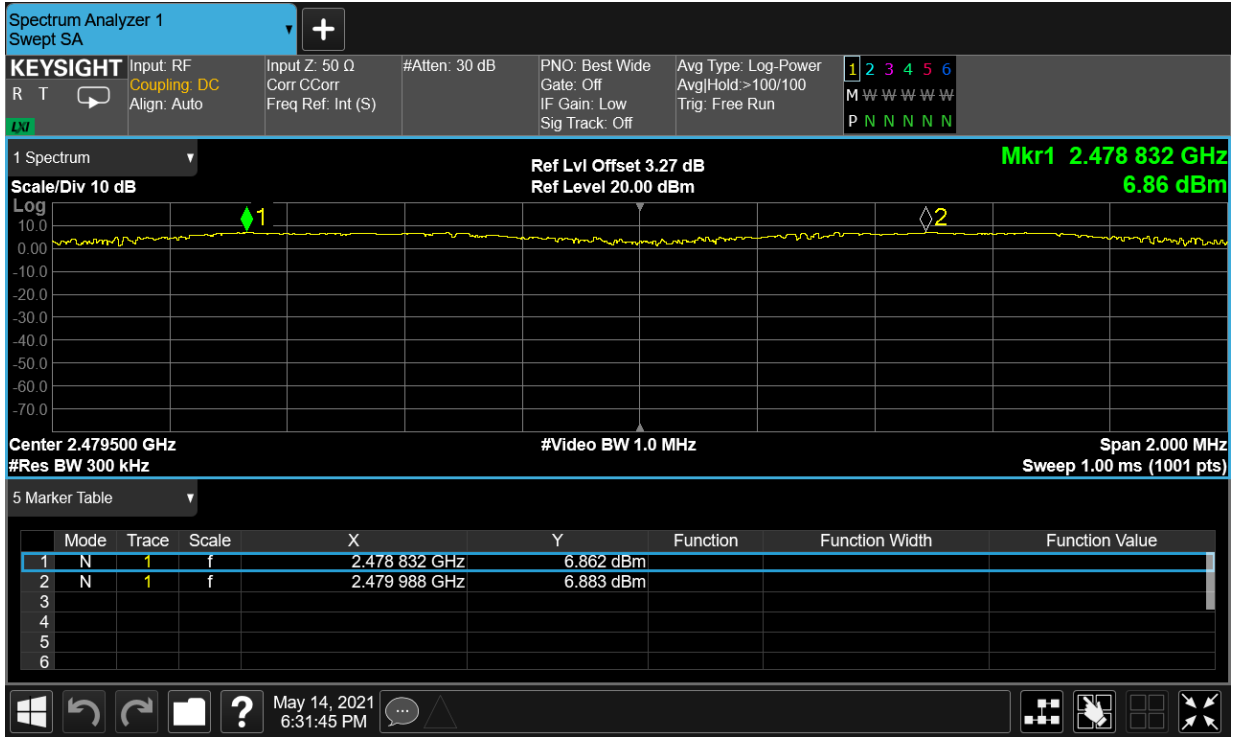 Spectrum Analyzer 1
Swept SA
KEYSIGHT
R T
LXI
Input: RF
Coupling: DC
Align: Auto
Input Z: 50 Ω
Corr CCorr
Freq Ref: Int (S)
#Atten: 30 dB
PNO: Best Wide
Gate: Off
IF Gain: Low
Sig Track: Off
Avg Type: Log-Power
Avg|Hold:>100/100
Trig: Free Run
1 2 3 4 5 6
M W W W W W
P N N N N N
1 Spectrum
Scale/Div 10 dB
Ref Lvl Offset 3.27 dB
Ref Level 20.00 dBm
Mkr1 2.478 832 GHz
6.86 dBm
Log
1
2
10.0
0.00
-10.0
-20.0
-30.0
-40.0
-50.0
-60.0
-70.0
Center 2.479500 GHz
#Video BW 1.0 MHz
Span 2.000 MHz
#Res BW 300 kHz
Sweep 1.00 ms (1001 pts)
5 Marker Table
Mode Trace Scale X Y Function Function Width Function Value
1 N 1 f 2.478 832 GHz 6.862 dBm
2 N 1 f 2.479 988 GHz 6.883 dBm
3
4
5
6
?
May 14, 2021
6:31:45 PM